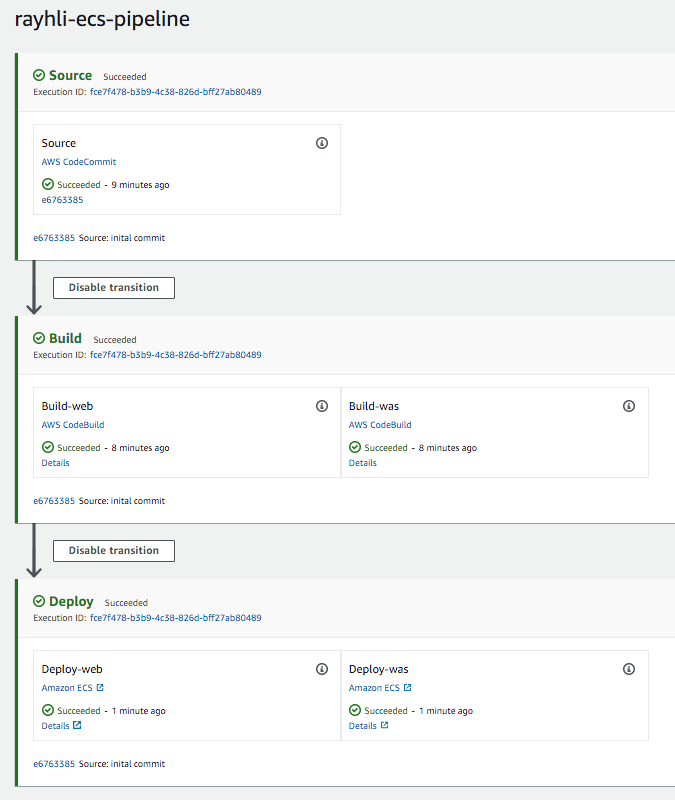 rayhli-ecs-pipeline
Source Succeeded
Execution ID: fce7f478-b3b9-4c38-826d-bff27ab80489
Source
AWS CodeCommit
Succeeded - 9 minutes ago
e6763385
e6763385 Source: inital commit
Disable transition
Build Succeeded
Execution ID: fce7f478-b3b9-4c38-826d-bff27ab80489
Build-web
AWS CodeBuild
Succeeded - 8 minutes ago
Details
Build-was
AWS CodeBuild
Succeeded - 8 minutes ago
Details
e6763385 Source: inital commit
Disable transition
Deploy Succeeded
Execution ID: fce7f478-b3b9-4c38-826d-bff27ab80489
Deploy-web
Amazon ECS
Succeeded - 1 minute ago
Details
Deploy-was
Amazon ECS
Succeeded - 1 minute ago
Details
e6763385 Source: inital commit